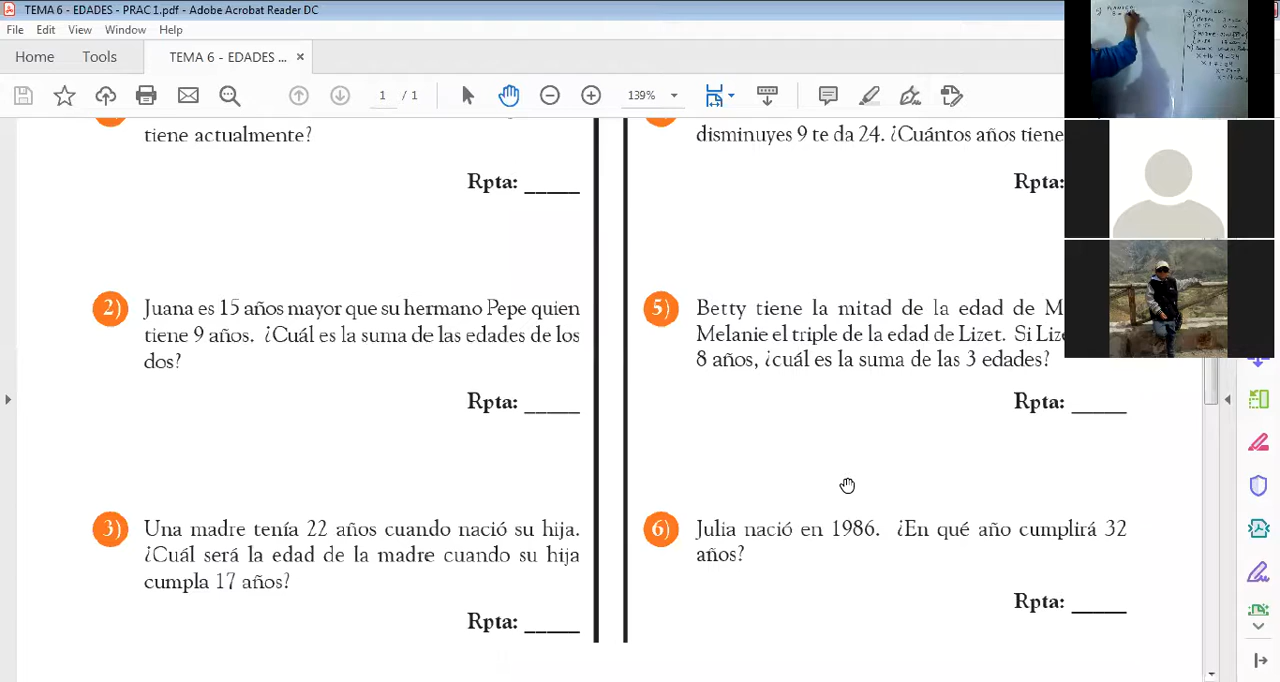 TEMA 6 - EDADES - PRAC 1.pdf - Adobe Acrobat Reader DC
File Edit View Window Help
Home Tools TEMA 6 - EDADES ... ×
1 / 1 139%
tiene actualmente?
Rpta: _____
disminuyes 9 te da 24. ¿Cuántos años tiene
Rpta:
2) Juana es 15 años mayor que su hermano Pepe quien
tiene 9 años. ¿Cuál es la suma de las edades de los
dos?
Rpta: _____
5) Betty tiene la mitad de la edad de M
Melanie el triple de la edad de Lizet. Si Liz
8 años, ¿cuál es la suma de las 3 edades?
Rpta: _____
3) Una madre tenía 22 años cuando nació su hija.
¿Cuál será la edad de la madre cuando su hija
cumpla 17 años?
Rpta: _____
6) Julia nació en 1986. ¿En qué año cumplirá 32
años?
Rpta: _____